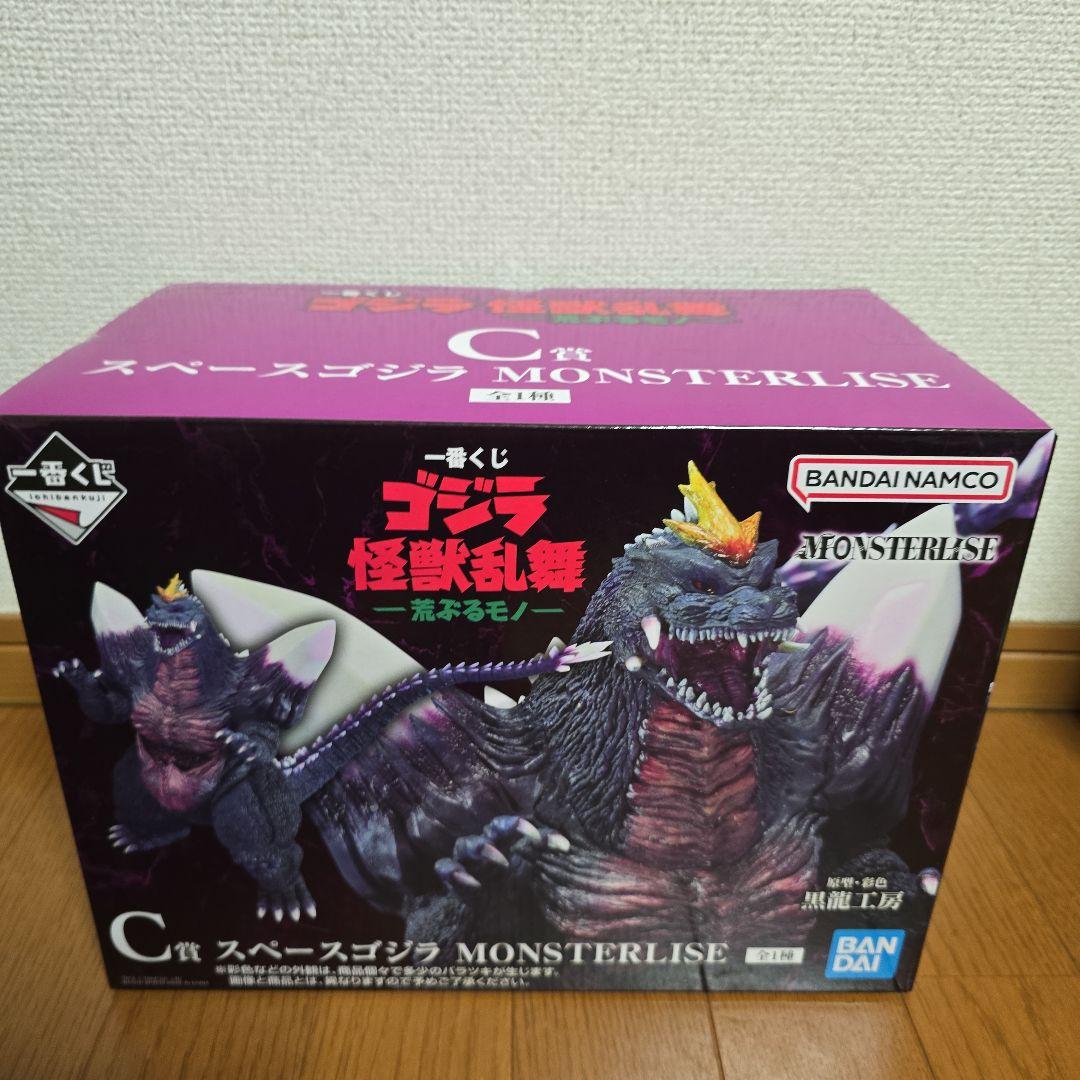 一番くじ
ゴジラ 怪獣乱舞
荒ぶるモノ
C賞
スペースゴジラ MONSTERLISE
全1種
一番くじ
ichibankuji
一番くじ
ゴジラ
怪獣乱舞
―荒ぶるモノ―
BANDAI NAMCO
MONSTERLISE
原型・彩色
黒龍工房
C賞 スペースゴジラ MONSTERLISE 全1種
※彩色などの外観は、商品個々で多少のバラツキが生じます。
画像と商品とは、異なりますので予めご了承ください。
BAN
DAI